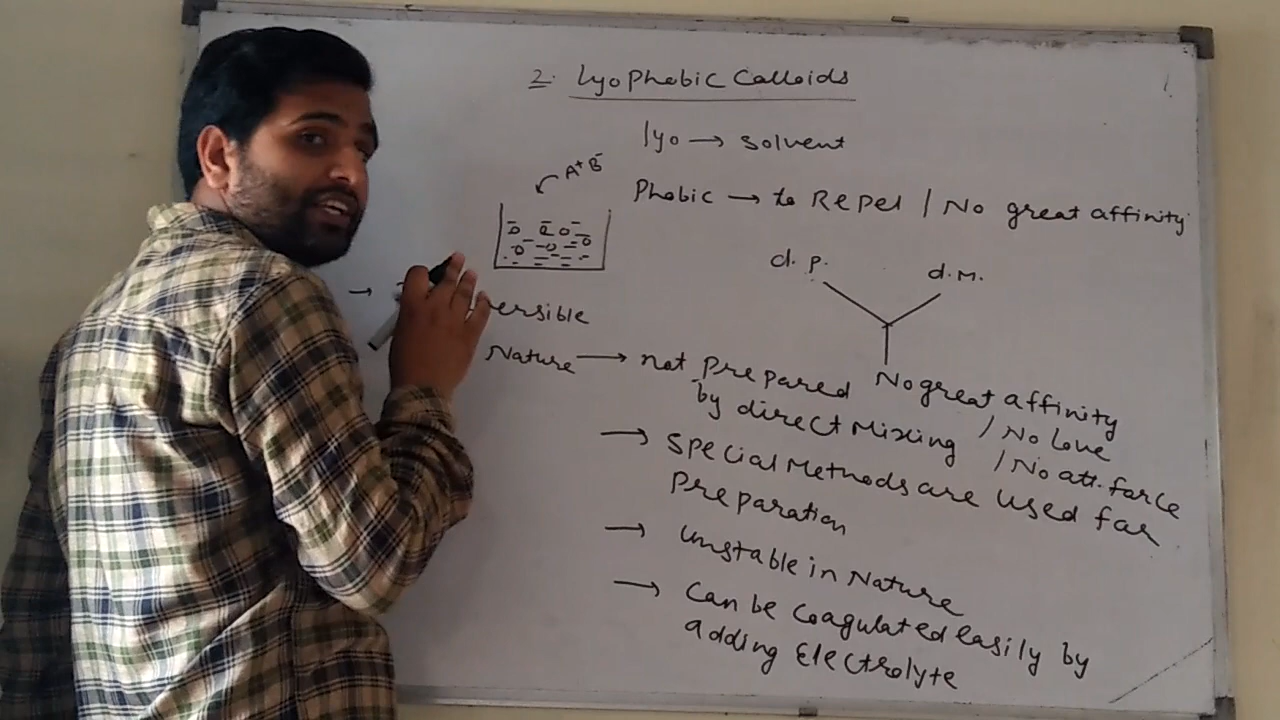 2. Lyophobic Colloids
lyo → solvent
A⁺B⁻
Phobic → to Repel / No great affinity
d.p.
d.M.
→
ersible
Nature → not prepared
by direct Mixing
No great affinity
/ No Love
/ No att. force
→ special Methods are used for
Preparation
→ Unstable in Nature
→ Can be coagulated easily by
adding Electrolyte